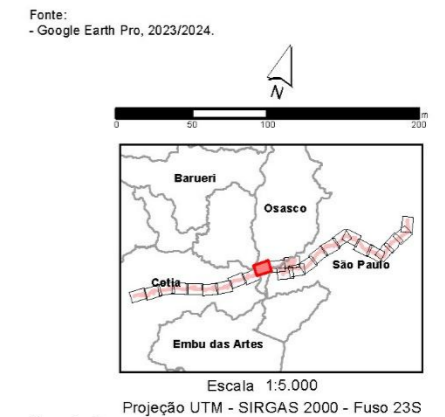 Fonte:
- Google Earth Pro, 2023/2024.
N
m
0 50 100 200
Barueri
Osasco
São Paulo
Cotia
Embu das Artes
Escala 1:5.000
Projeção UTM - SIRGAS 2000 - Fuso 23S